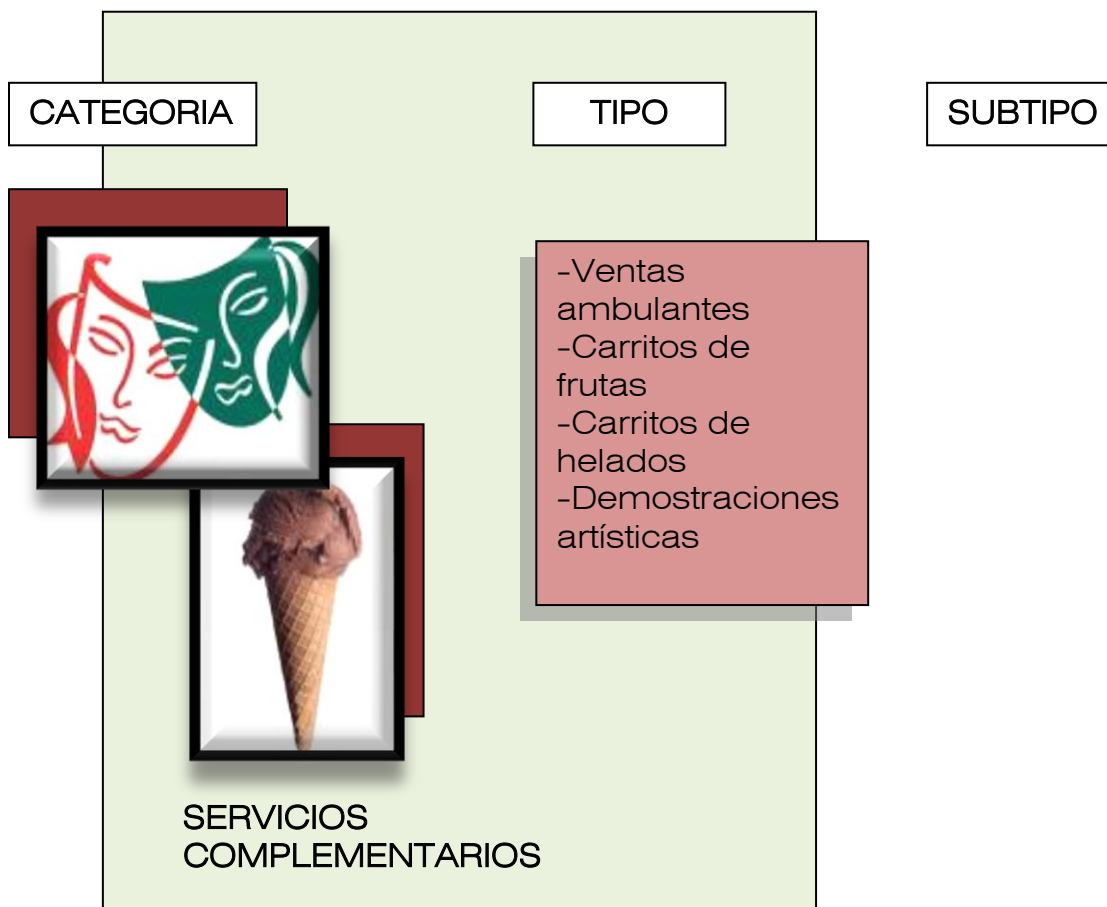 CATEGORIA
TIPO
SUBTIPO
-Ventas
ambulantes
-Carritos de
frutas
-Carritos de
helados
-Demostraciones
artísticas
SERVICIOS
COMPLEMENTARIOS